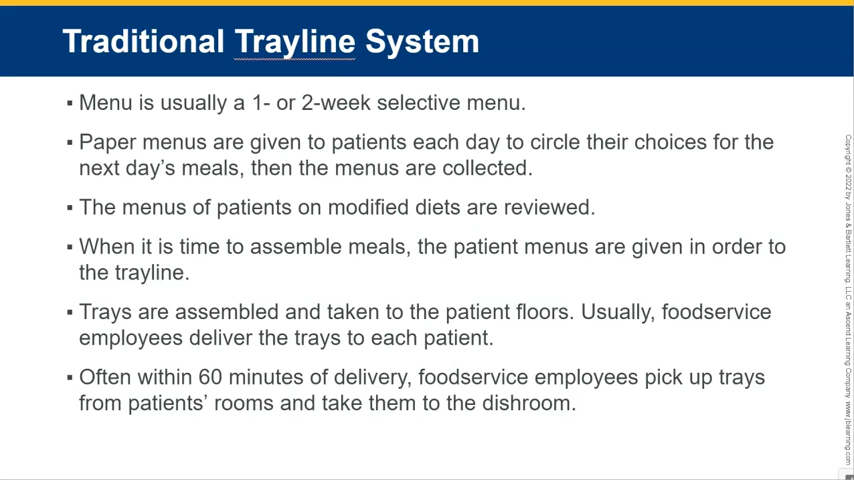 Traditional Trayline System
▪ Menu is usually a 1- or 2-week selective menu.
▪ Paper menus are given to patients each day to circle their choices for the
next day’s meals, then the menus are collected.
▪ The menus of patients on modified diets are reviewed.
▪ When it is time to assemble meals, the patient menus are given in order to
the trayline.
▪ Trays are assembled and taken to the patient floors. Usually, foodservice
employees deliver the trays to each patient.
▪ Often within 60 minutes of delivery, foodservice employees pick up trays
from patients’ rooms and take them to the dishroom.
Copyright © 2022 by Jones & Bartlett Learning, LLC an Ascend Learning Company. www.jblearning.com